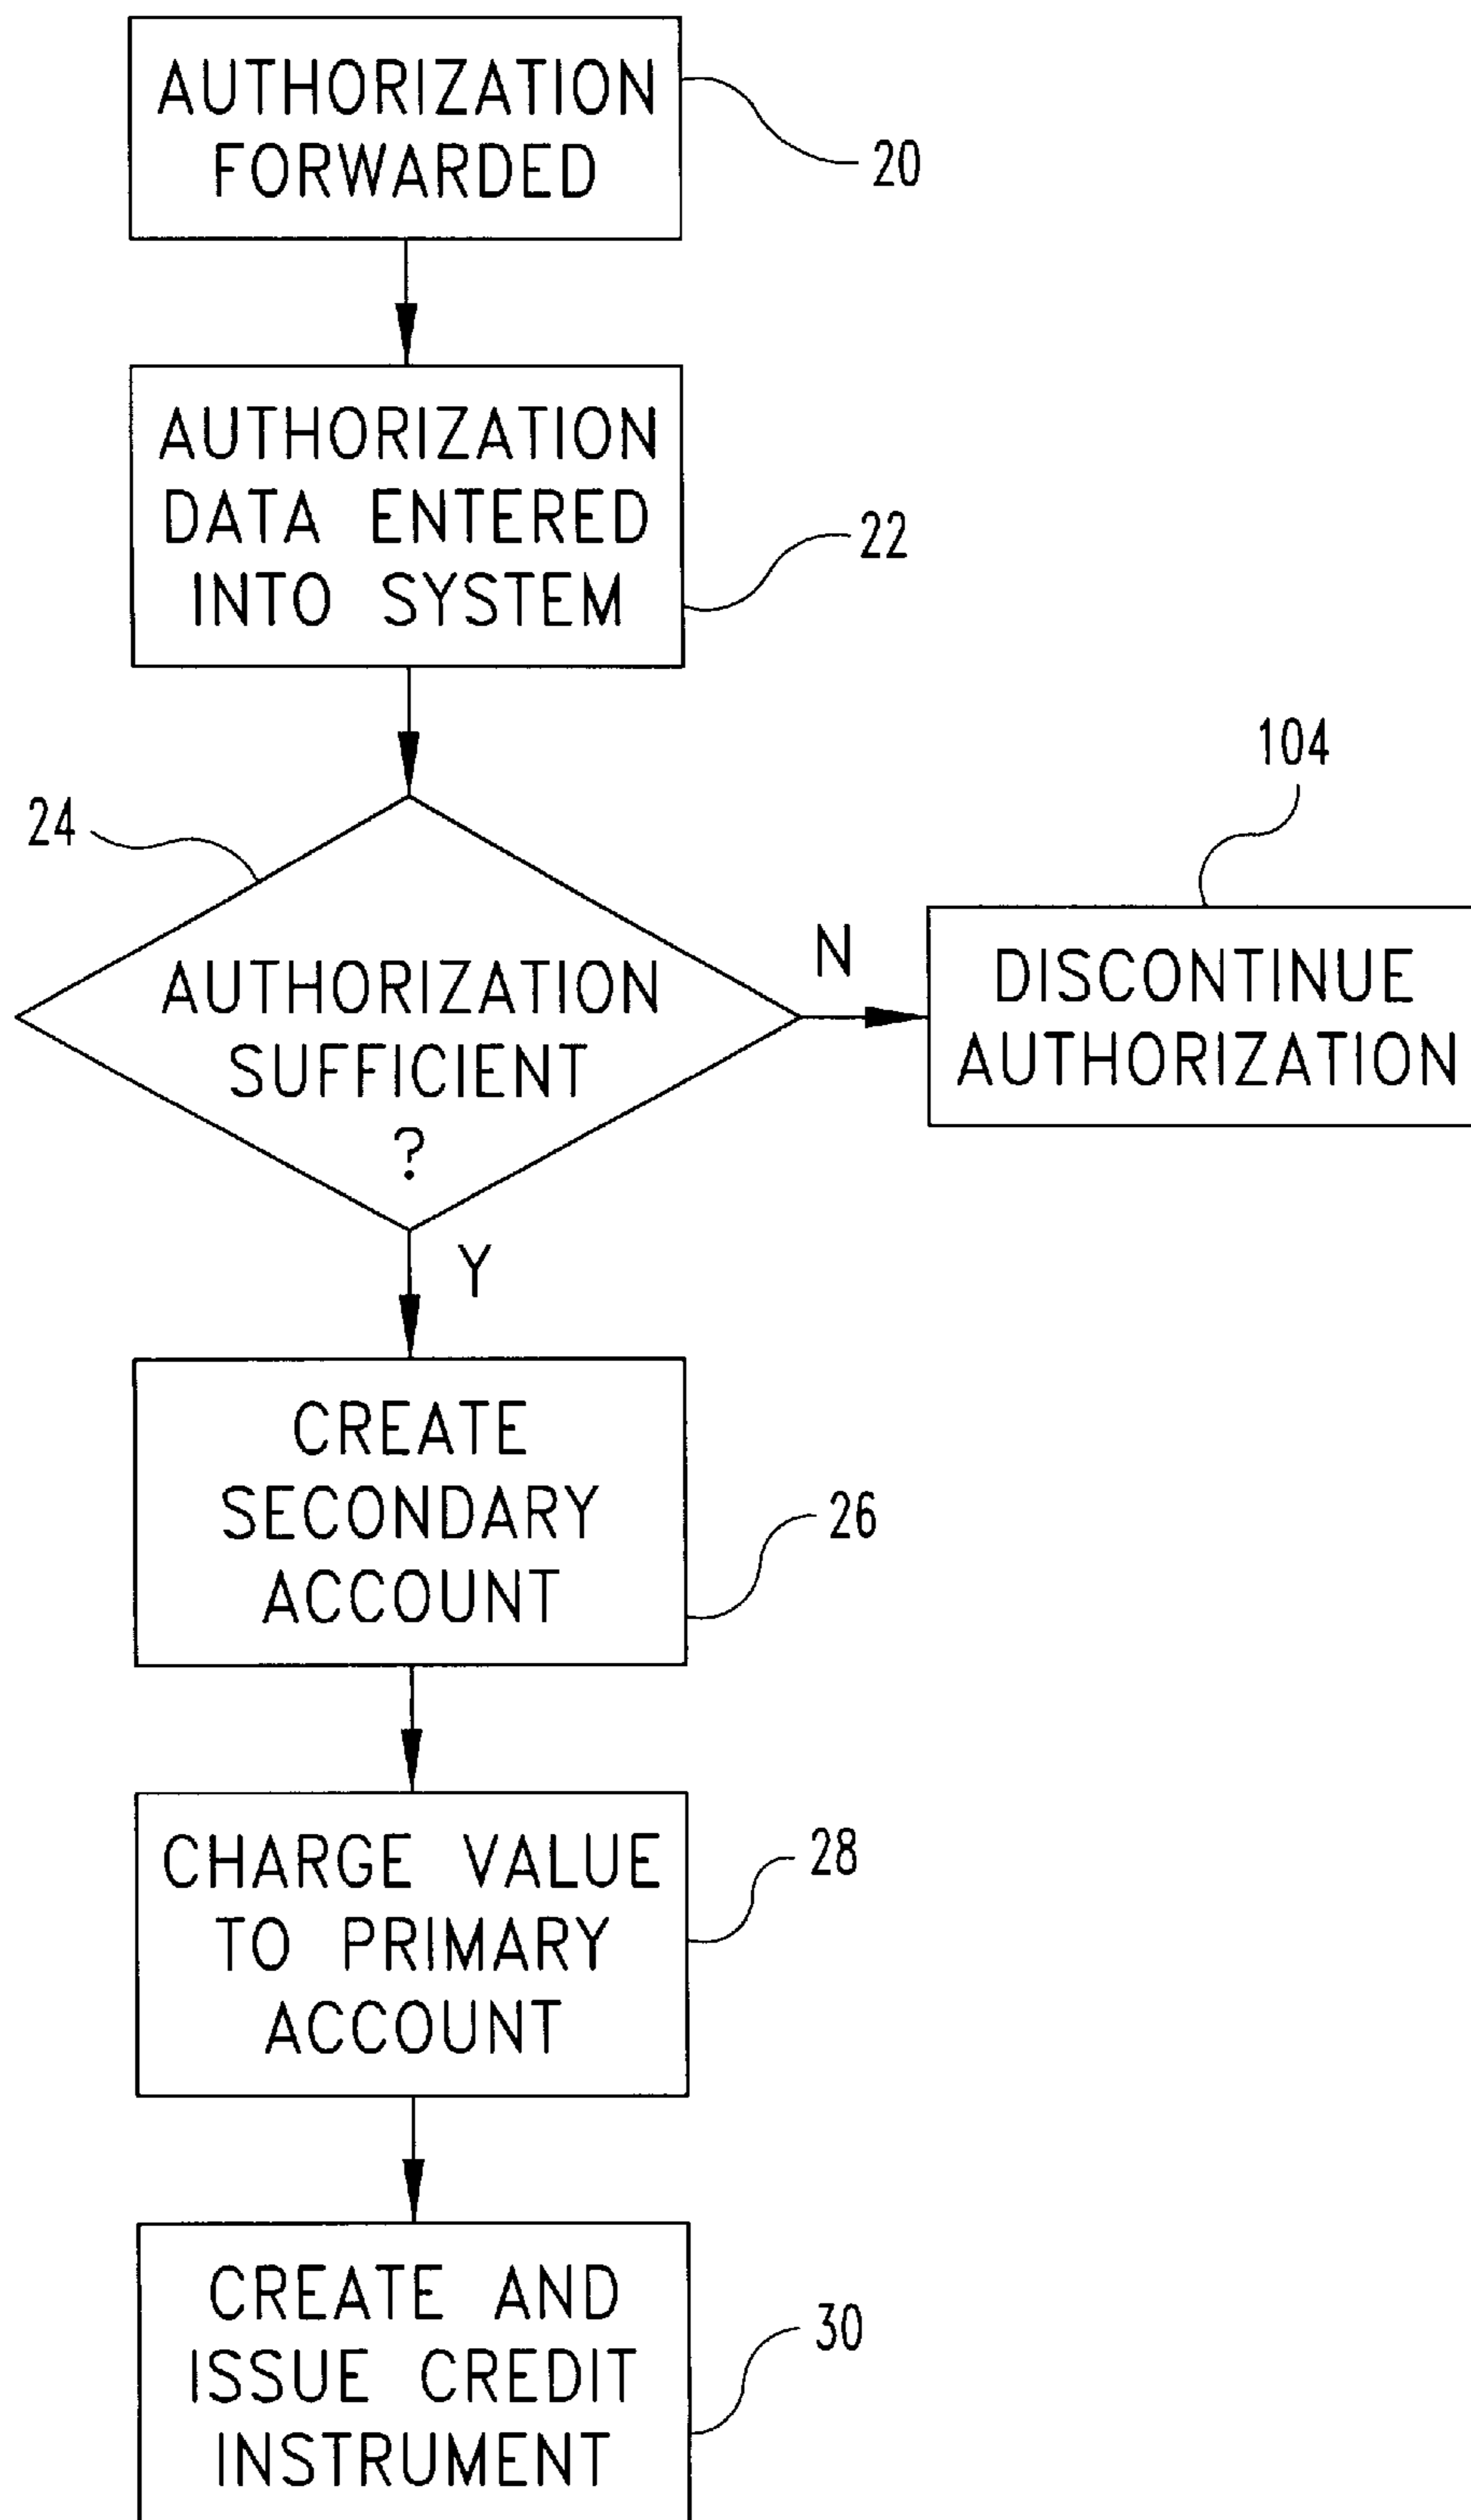 AUTHORIZATION
FORWARDED
20
AUTHORIZATION
DATA ENTERED
INTO SYSTEM
22
24
AUTHORIZATION
SUFFICIENT
?
N
104
DISCONTINUE
AUTHORIZATION
Y
CREATE
SECONDARY
ACCOUNT
26
CHARGE VALUE
TO PRIMARY
ACCOUNT
28
CREATE AND
ISSUE CREDIT
INSTRUMENT
30